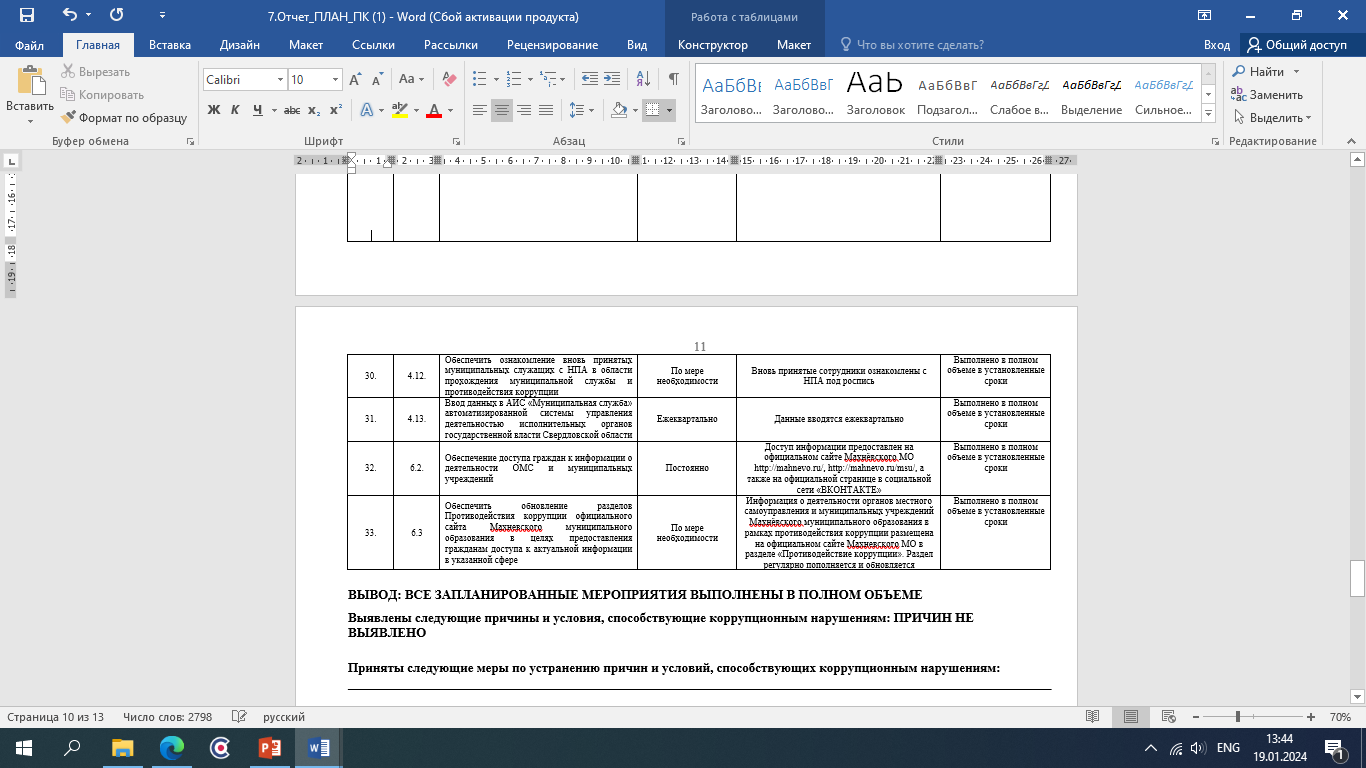 7.Отчет_ПЛАН_ПК (1) - Word (Сбой активации продукта)
Работа с таблицами
Файл Главная Вставка Дизайн Макет Ссылки Рассылки Рецензирование Вид Конструктор Макет Что вы хотите сделать? Вход Общий доступ
Вставить
Вырезать
Копировать
Формат по образцу
Буфер обмена
Calibri 10
Шрифт
Абзац
АаБбВвГ АаБбВвГ АаЬ АаБбВвГ АаБбВвГгД АаБбВвГгД АаБбВвГгД
Заголово... Заголово... Заголовок Подзагол... Слабое в... Выделение Сильное...
Стили
Найти
Заменить
Выделить
Редактирование
11
30.
4.12.
Обеспечить ознакомление вновь принятых
муниципальных служащих с НПА в области
прохождения муниципальной службы и
противодействия коррупции
По мере
необходимости
Вновь принятые сотрудники ознакомлены с
НПА под роспись
Выполнено в полном
объеме в установленные
сроки
31.
4.13.
Ввод данных в АИС «Муниципальная служба»
автоматизированной системы управления
деятельностью исполнительных органов
государственной власти Свердловской области
Ежеквартально
Данные вводятся ежеквартально
Выполнено в полном
объеме в установленные
сроки
32.
6.2.
Обеспечение доступа граждан к информации о
деятельности ОМС и муниципальных
учреждений
Постоянно
Доступ информации предоставлен на
официальном сайте Махнёвского МО
http://mahnevo.ru/, http://mahnevo.ru/msu/, а
также на официальной странице в социальной
сети «ВКОНТАКТЕ»
Выполнено в полном
объеме в установленные
сроки
33.
6.3
Обеспечить обновление разделов
Противодействия коррупции официального
сайта Махневского муниципального
образования в целях предоставления
гражданам доступа к актуальной информации
в указанной сфере
По мере
необходимости
Информация о деятельности органов местного
самоуправления и муниципальных учреждений
Махнёвского муниципального образования в
рамках противодействия коррупции размещена
на официальном сайте Махневского МО в
разделе «Противодействие коррупции». Раздел
регулярно пополняется и обновляется
Выполнено в полном
объеме в установленные
сроки
ВЫВОД: ВСЕ ЗАПЛАНИРОВАННЫЕ МЕРОПРИЯТИЯ ВЫПОЛНЕНЫ В ПОЛНОМ ОБЪЕМЕ
Выявлены следующие причины и условия, способствующие коррупционным нарушениям: ПРИЧИН НЕ
ВЫЯВЛЕНО
Приняты следующие меры по устранению причин и условий, способствующих коррупционным нарушениям:
Страница 10 из 13 Число слов: 2798 русский 70%
ENG 13:44
19.01.2024